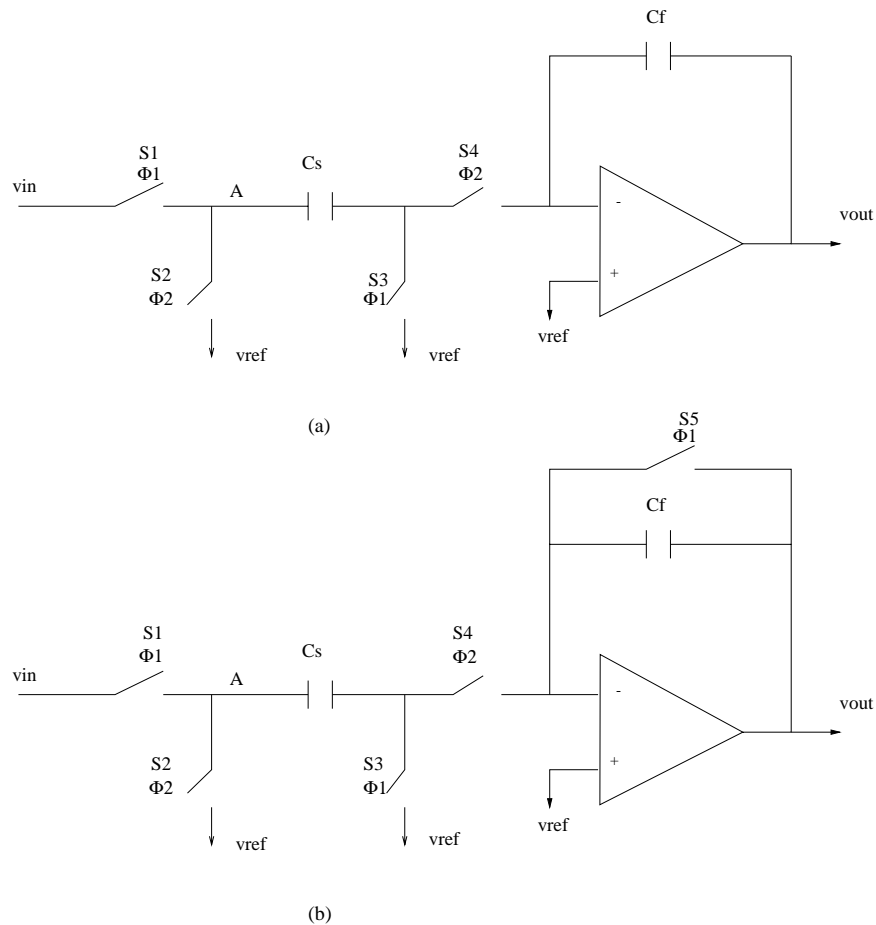 Cf
S1
Φ1
vin
A
Cs
S4
Φ2
-
vout
S2
Φ2
S3
Φ1
+
vref
vref
vref
(a)
S5
Φ1
Cf
S1
Φ1
vin
A
Cs
S4
Φ2
-
vout
S2
Φ2
S3
Φ1
+
vref
vref
vref
(b)